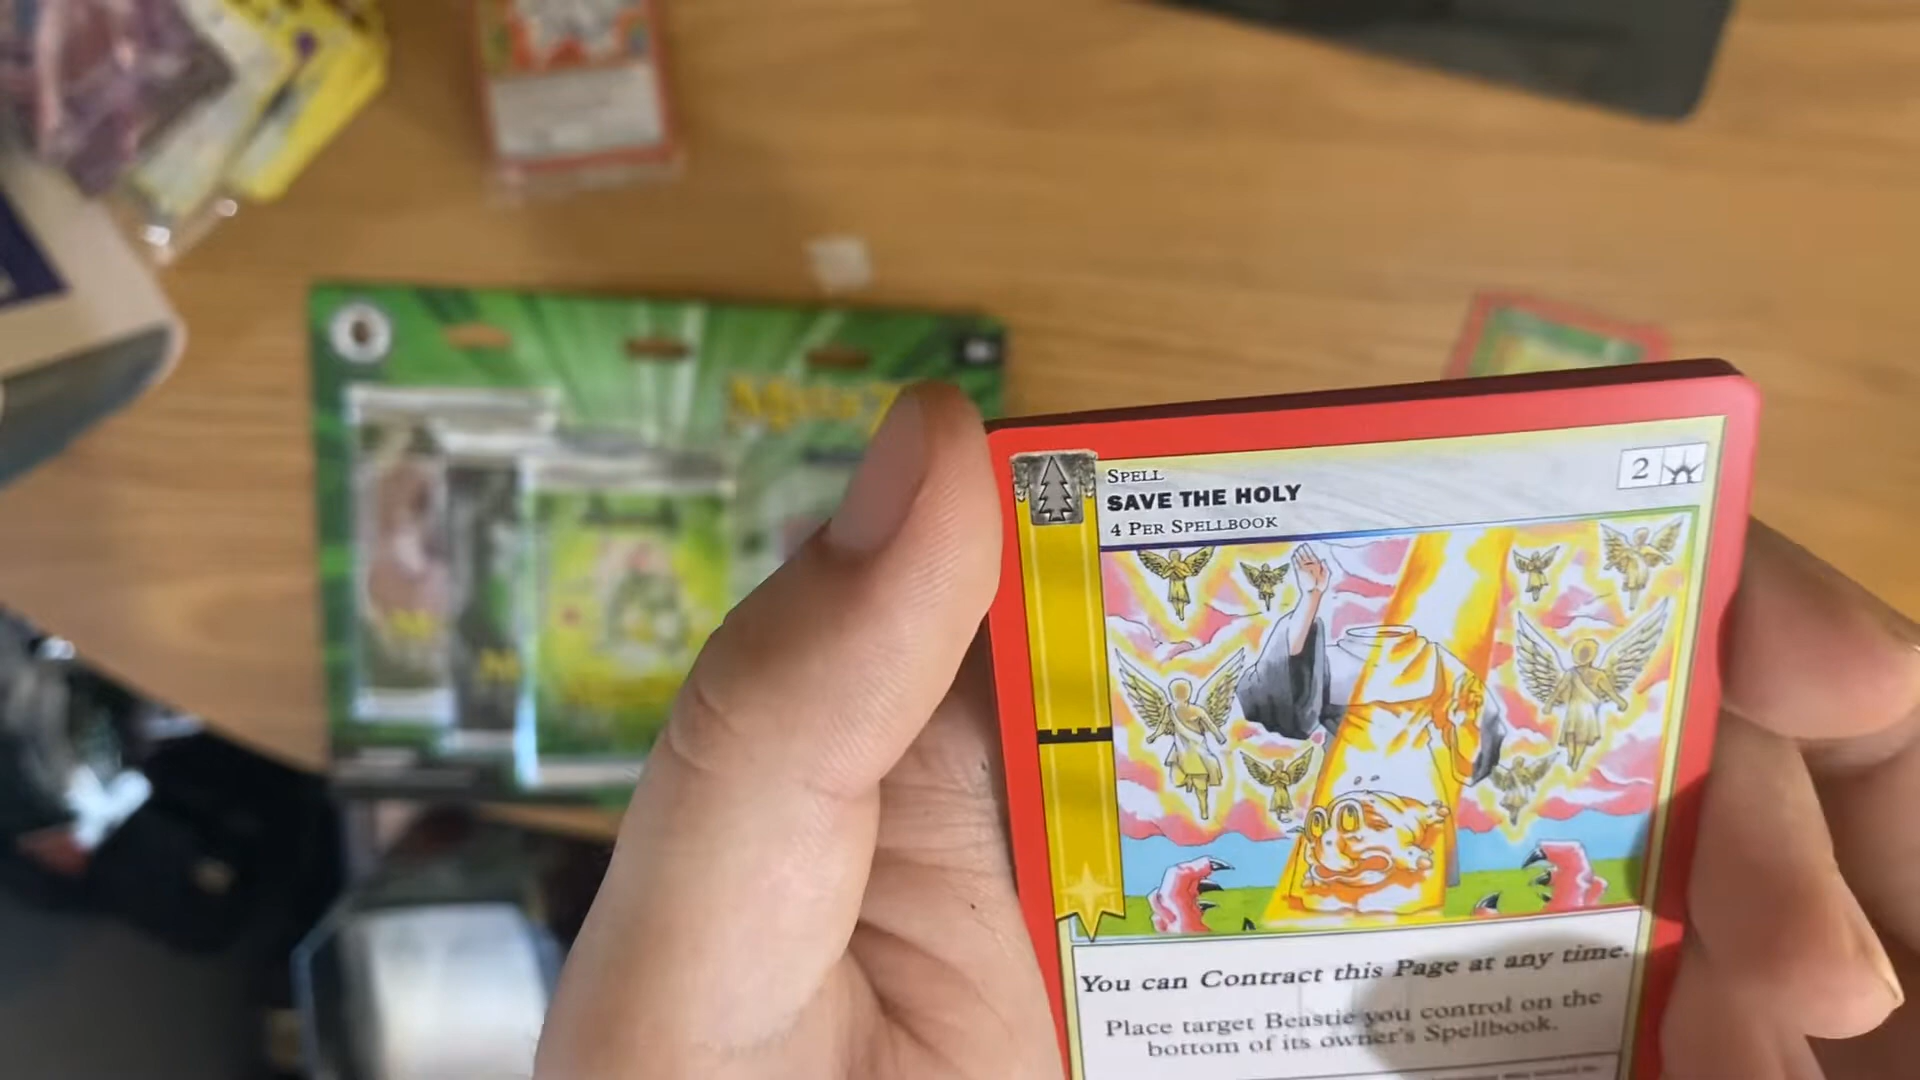 SPELL
2
SAVE THE HOLY
4 PER SPELLBOOK
You can Contract this Page at any time.
Place target Beastie you control on the
bottom of its owner's Spellbook.